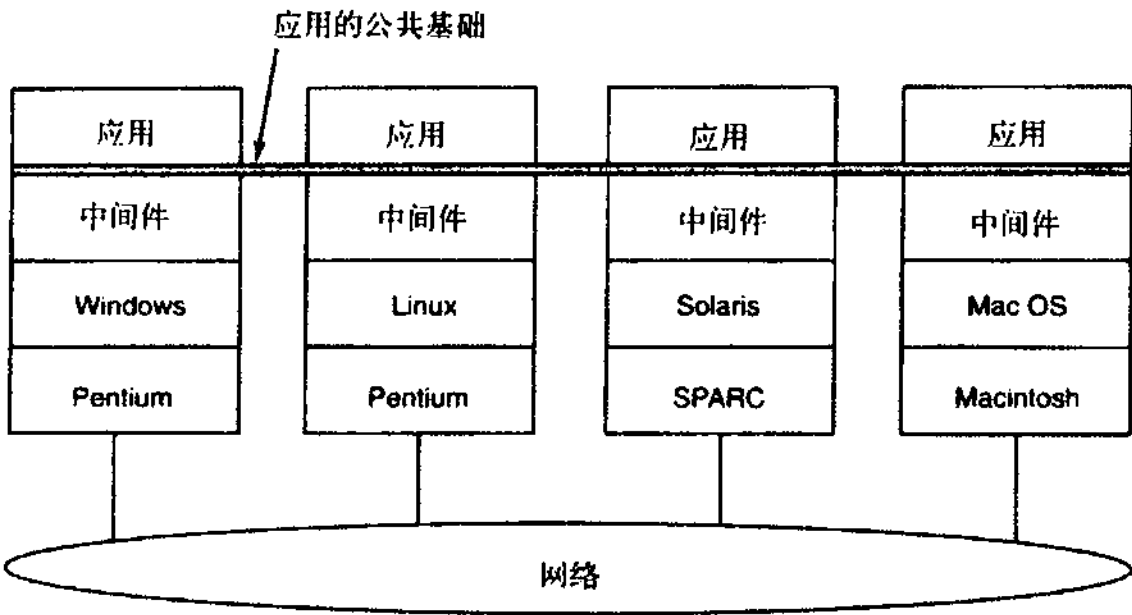 应用的公共基础
应用 应用 应用 应用
中间件 中间件 中间件 中间件
Windows Linux Solaris Mac OS
Pentium Pentium SPARC Macintosh
网络